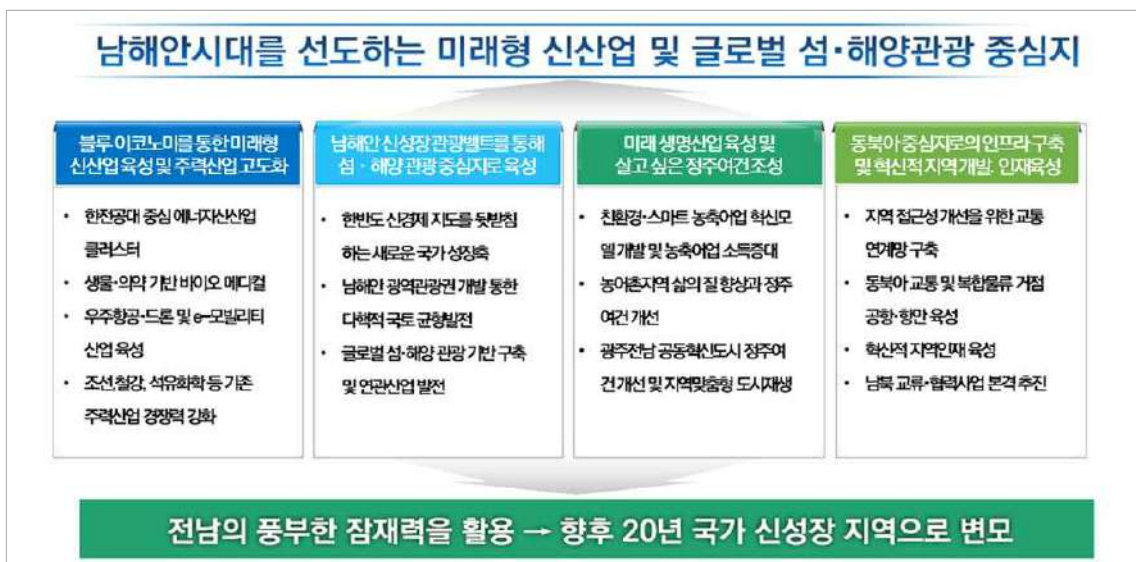 남해안시대를 선도하는 미래형 신산업 및 글로벌 섬·해양관광 중심지
블루 이코노미를 통한 미래형
신산업 육성 및 주력산업 고도화
• 한전공대 중심 에너지신산업
클러스터
• 생물·의약 기반 바이오 메디컬
• 우주항공·드론 및 e-모빌리티
산업 육성
• 조선,철강, 석유화학 등 기존
주력산업 경쟁력 강화
남해안 신성장 관광벨트를 통해
섬 · 해양 관광 중심지로 육성
• 한반도 신경제 지도를 뒷받침
하는 새로운 국가 성장축
• 남해안 광역관광권 개발 통한
다핵적 국토 균형발전
• 글로벌 섬·해양 관광 기반 구축
및 연관산업 발전
미래 생명산업 육성 및
살고 싶은 정주여건 조성
• 친환경·스마트 농축어업 혁신모
델 개발 및 농축어업 소득증대
• 농어촌지역 삶의 질 향상과 정주
여건 개선
• 광주전남 공동혁신도시 정주여
건 개선 및 지역맞춤형 도시재생
동북아 중심지로의 인프라 구축
및 혁신적 지역 개발. 인재육성
• 지역 접근성 개선을 위한 교통
연계망 구축
• 동북아 교통 및 복합물류 거점
공항·항만 육성
• 혁신적 지역인재 육성
• 남북 교류·협력사업 본격 추진
전남의 풍부한 잠재력을 활용 → 향후 20년 국가 신성장 지역으로 변모